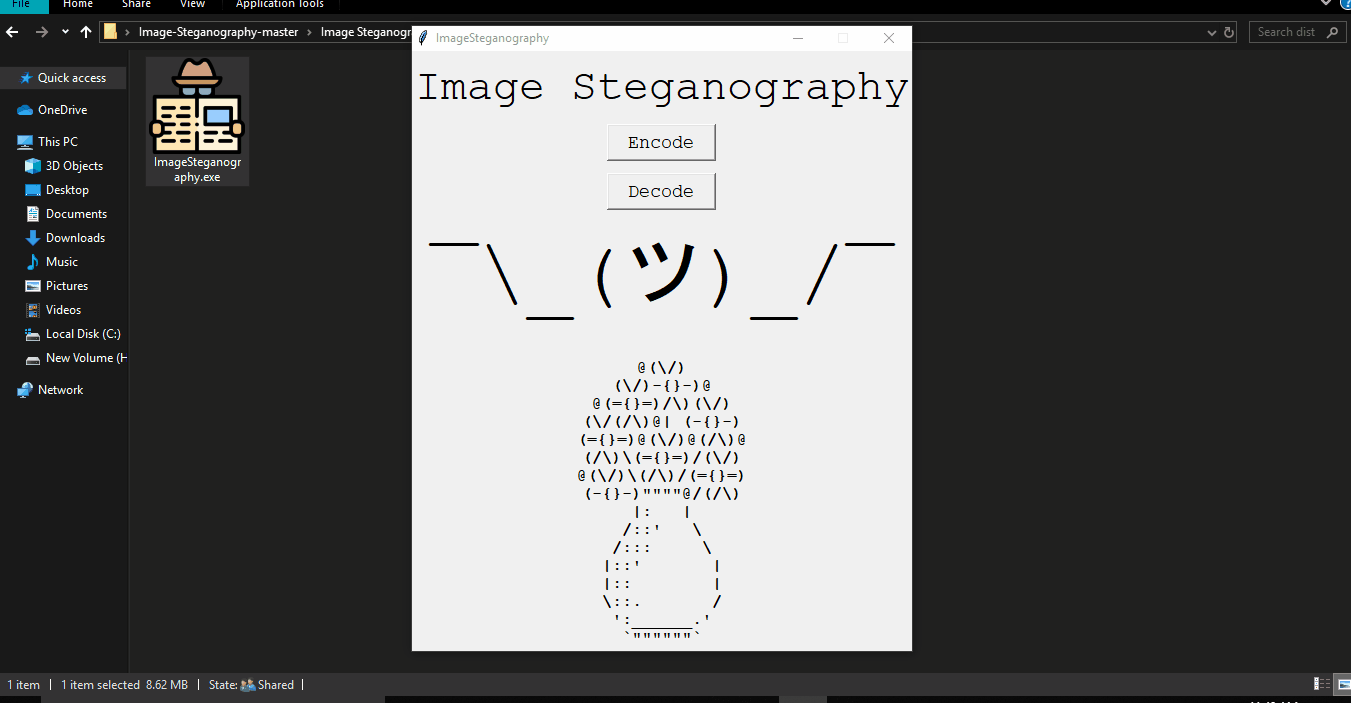 File Home Share View Application Tools
Image-Steganography-master > Image Steganogr
Search dist
ImageSteganography
Quick access
OneDrive
This PC
3D Objects
Desktop
Documents
Downloads
Music
Pictures
Videos
Local Disk (C:)
New Volume (H
Network
ImageSteganogr
aphy.exe
Image Steganography
Encode
Decode
¯\_(ツ)_/¯
@(\/)
(\/)-{}-)@
@(={}=)/\)(\/)
(\/(/\)@| (-{}-)
(={}=)@(\/)@(/\)@
(/\)\(={}=)/(\/)
@(\/)\(/\)/(={}=)
(-{}-)""""@/(/\)
|:   |
/::'   \
/:::     \
|::'       |
|::        |
\::.       /
':______.'
`""""""`
1 item | 1 item selected 8.62 MB | State: Shared |